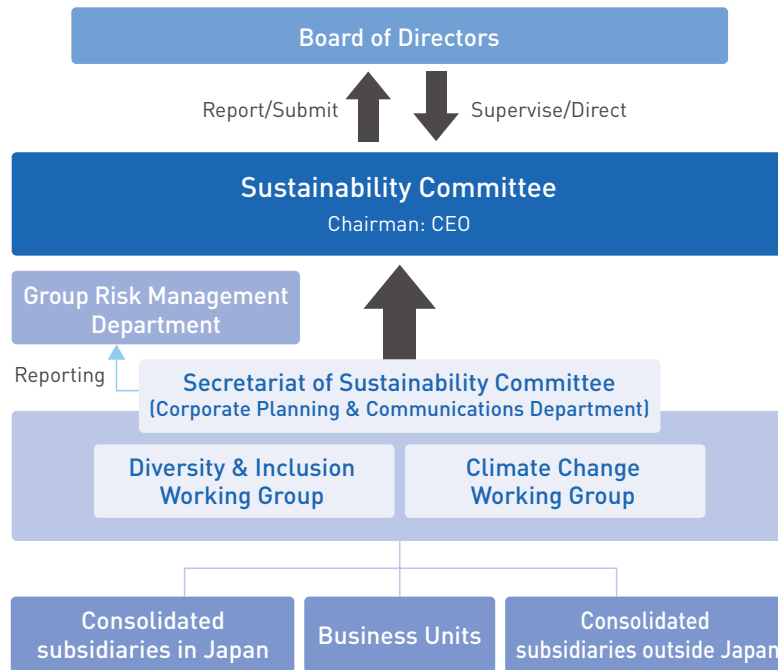 Board of Directors
Report/Submit
Supervise/Direct
Sustainability Committee
Chairman: CEO
Group Risk Management
Department
Reporting
Secretariat of Sustainability Committee
(Corporate Planning & Communications Department)
Diversity & Inclusion
Working Group
Climate Change
Working Group
Consolidated
subsidiaries in Japan
Business Units
Consolidated
subsidiaries outside Japan